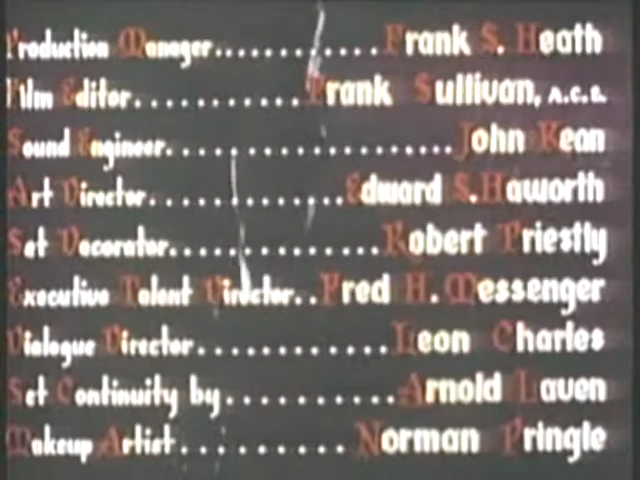 Production Manager............Frank S. Heath
Film Editor............Frank Sullivan, A.C.E.
Sound Engineer...................John Kean
Art Director.............Edward S. Haworth
Set Decorator...............Robert Priestly
Executive Talent Director..Fred H. Messenger
Dialogue Director............Leon Charles
Set Continuity by...........Arnold Laven
Makeup Artist......... Norman Pringle